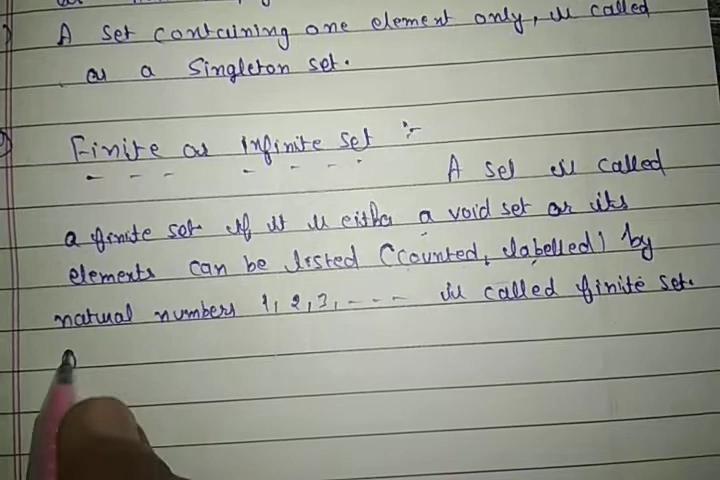 A set containing one element only, is called
as a Singleton set.
Finite or infinite set :-
A set is called
a finite set if it is either a void set or its
elements can be listed (counted, labelled) by
natural numbers 1, 2, 3, ---- is called finite set.